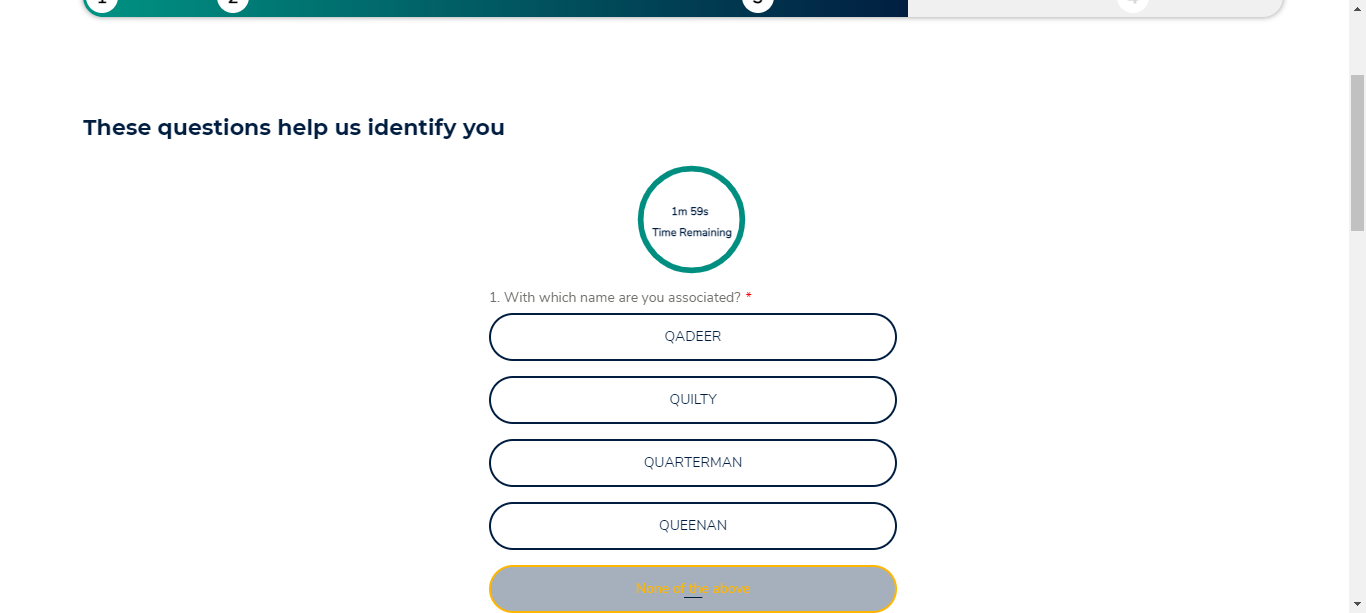 1 2 3 4
These questions help us identify you
1m 59s
Time Remaining
1. With which name are you associated? *
QADEER
QUILTY
QUARTERMAN
QUEENAN
None of the above